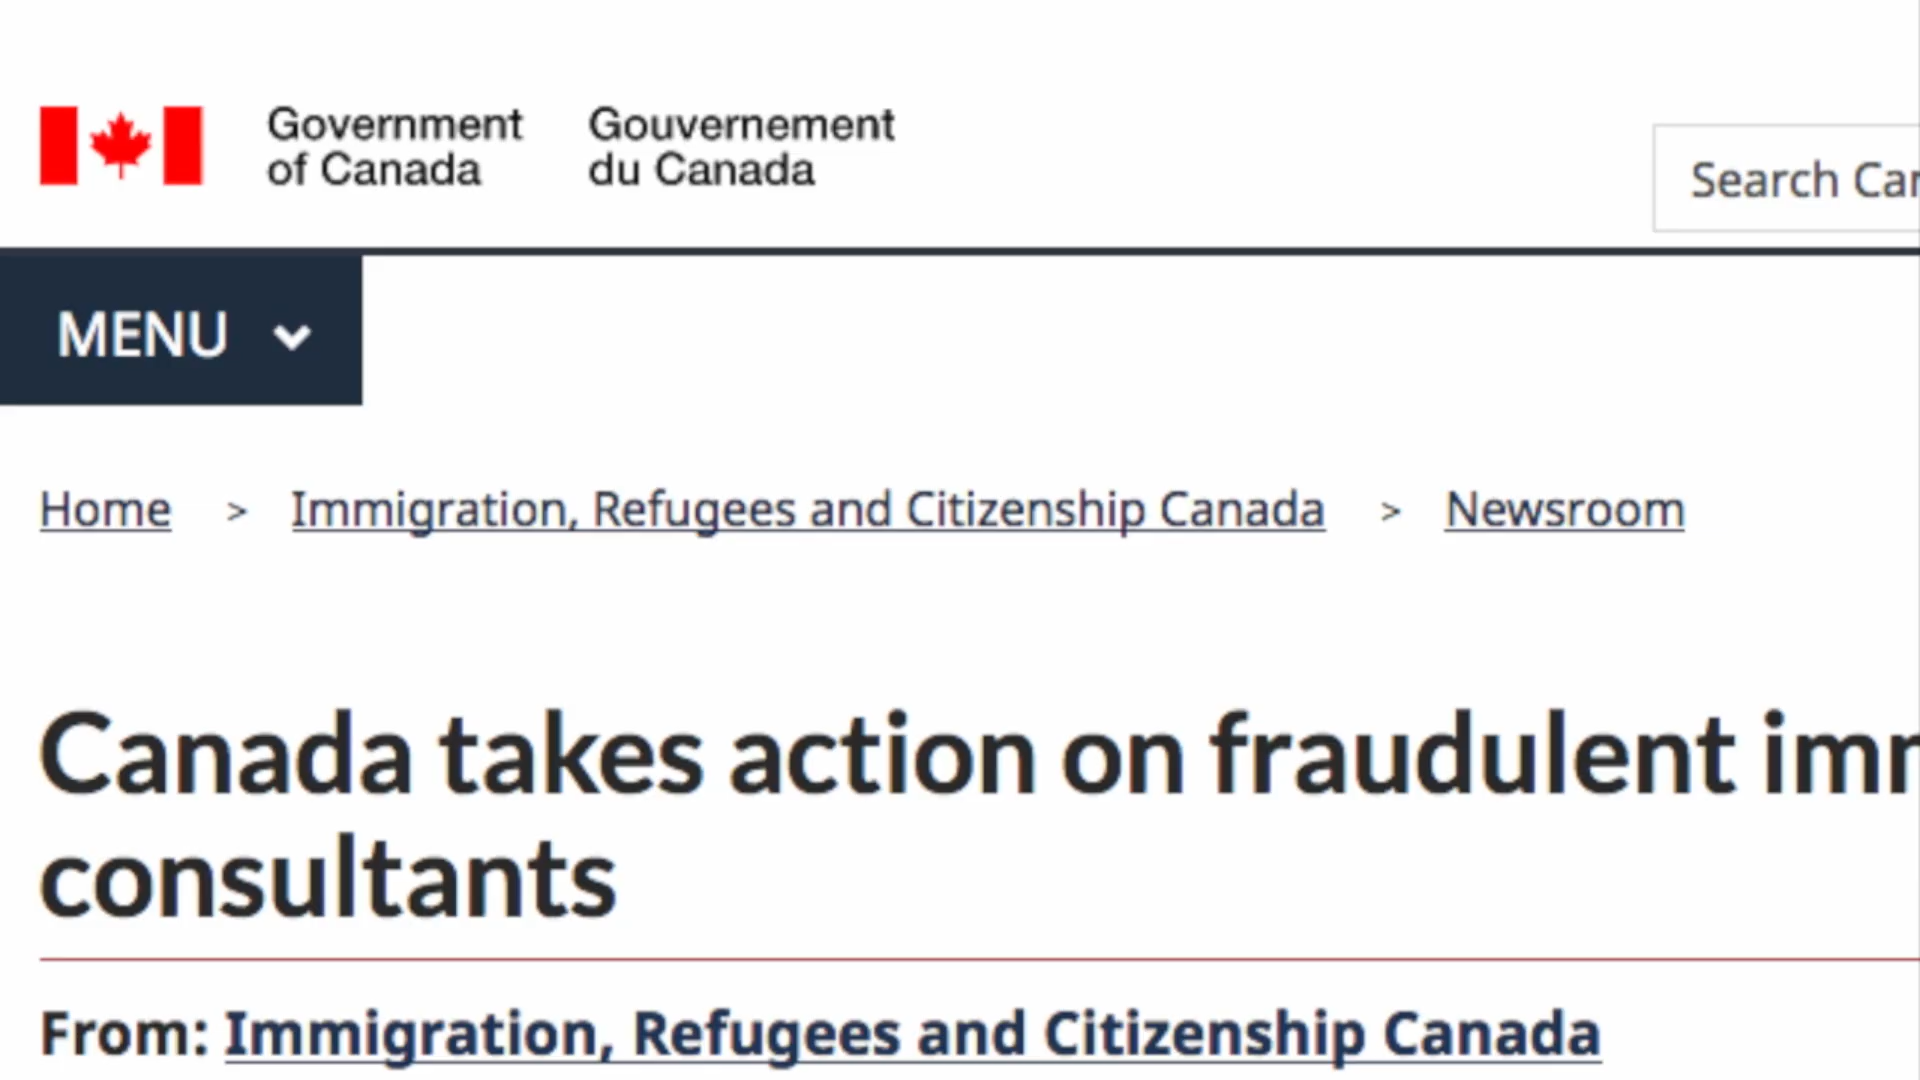 Government of Canada
Gouvernement du Canada
Search
MENU
Home > Immigration, Refugees and Citizenship Canada > Newsroom
Canada takes action on fraudulent
consultants
From: Immigration, Refugees and Citizenship Canada